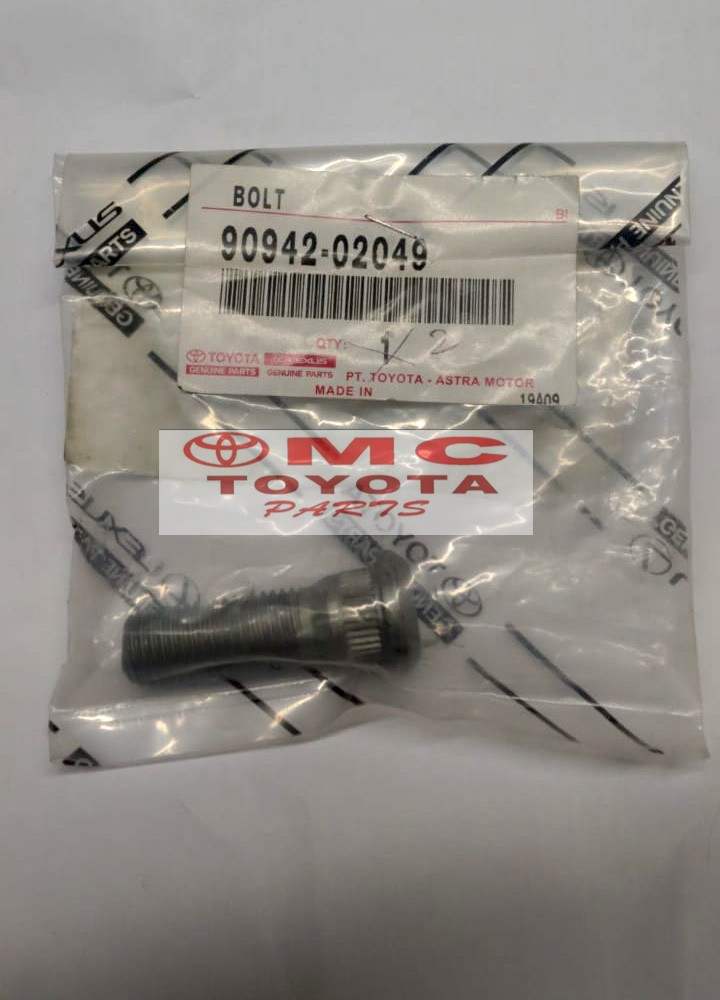 BOLT
90942-02049
QTY: 1 / 2
TOYOTA
GENUINE PARTS
LEXUS
GENUINE PARTS
PT. TOYOTA - ASTRA MOTOR
MADE IN
19409
MC
TOYOTA
PARTS